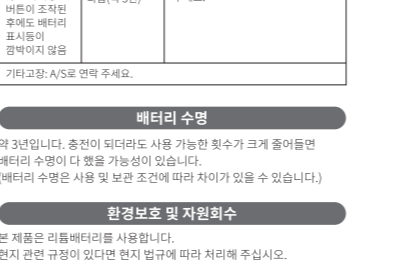 버튼이 조작된
후에도 배터리
표시등이
깜박이지 않음
기타고장: A/S로 연락 주세요.
배터리 수명
약 3년입니다. 충전이 되더라도 사용 가능한 횟수가 크게 줄어들면
배터리 수명이 다 했을 가능성이 있습니다.
(배터리 수명은 사용 및 보관 조건에 따라 차이가 있을 수 있습니다.)
환경보호 및 자원회수
본 제품은 리튬배터리를 사용합니다.
현지 관련 규정이 있다면 현지 법규에 따라 처리해 주십시오.